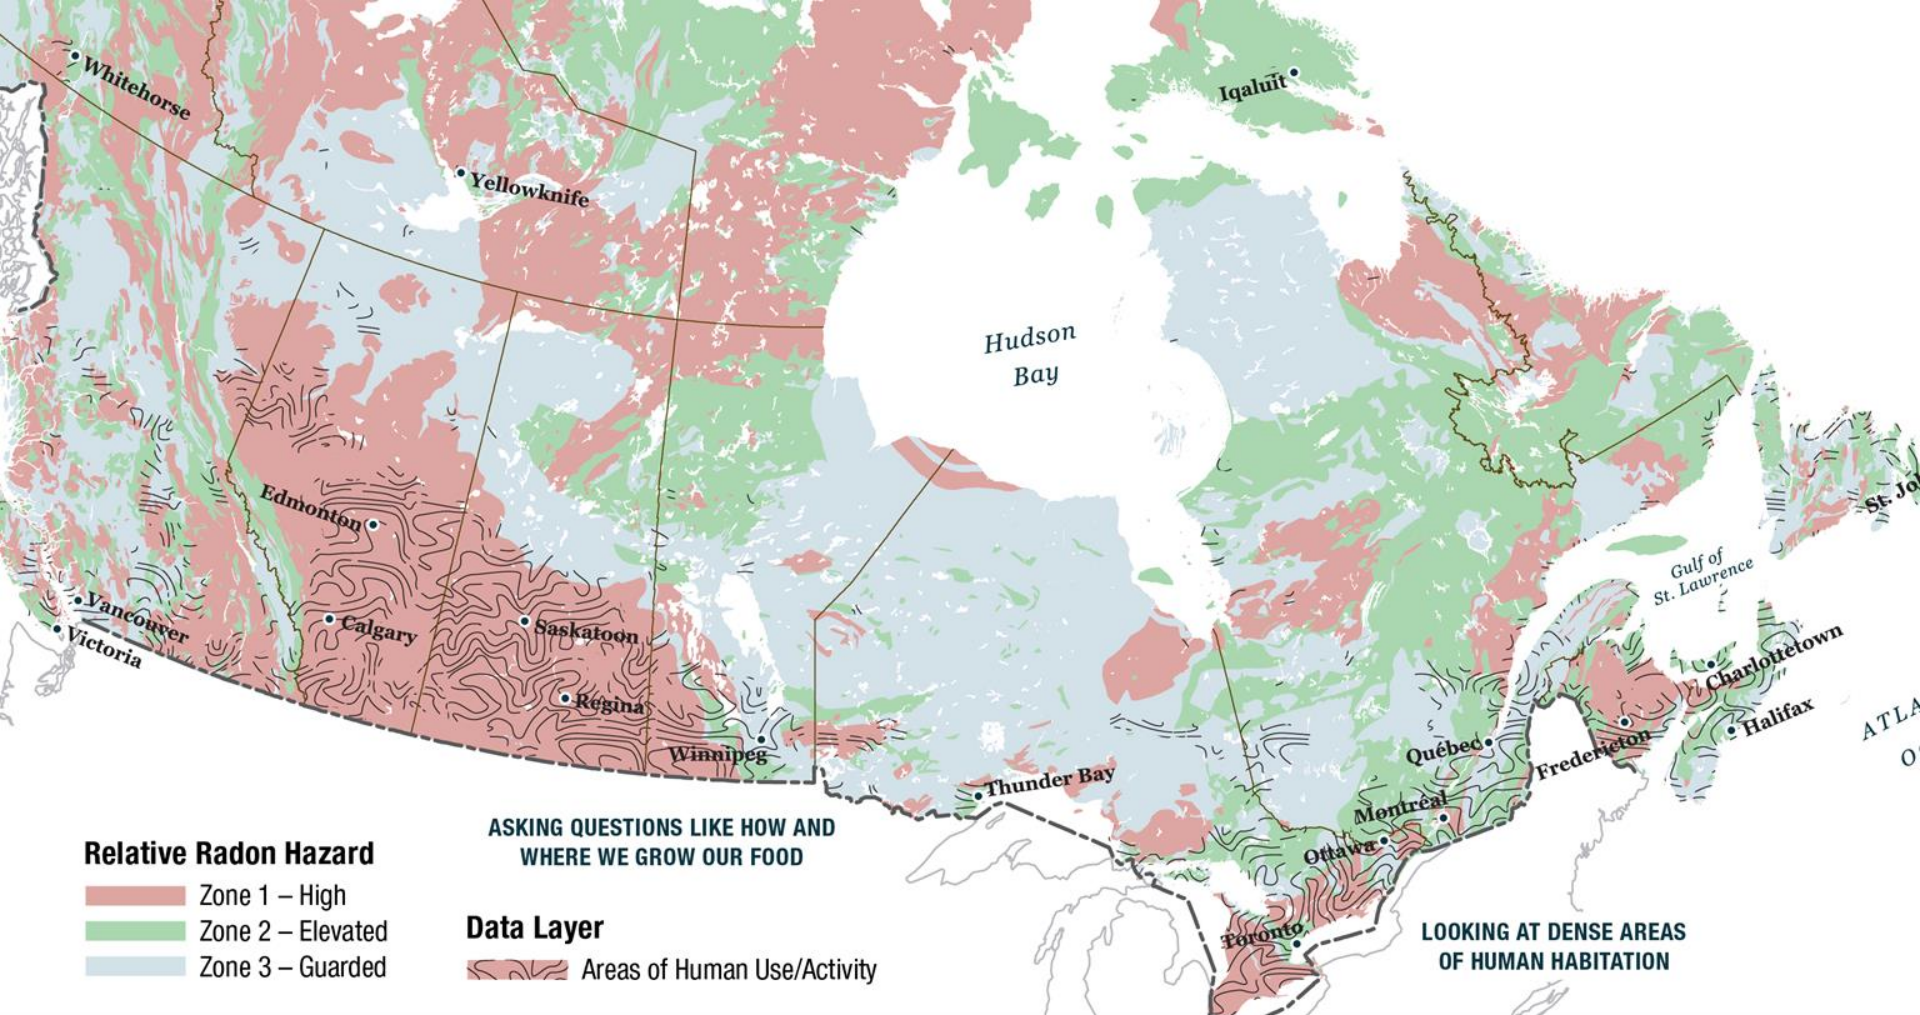 Whitehorse
Iqaluit
Yellowknife
Hudson
Bay
Edmonton
St.
Gulf of
St. Lawrence
Vancouver
Victoria
Calgary
Saskatoon
Regina
Winnipeg
Charlottetown
Halifax
Québec
Fredericton
Thunder Bay
Montréal
Ottawa
Toronto
ASKING QUESTIONS LIKE HOW AND
WHERE WE GROW OUR FOOD
Relative Radon Hazard
Zone 1 – High
Zone 2 – Elevated
Zone 3 – Guarded
Data Layer
Areas of Human Use/Activity
LOOKING AT DENSE AREAS
OF HUMAN HABITATION